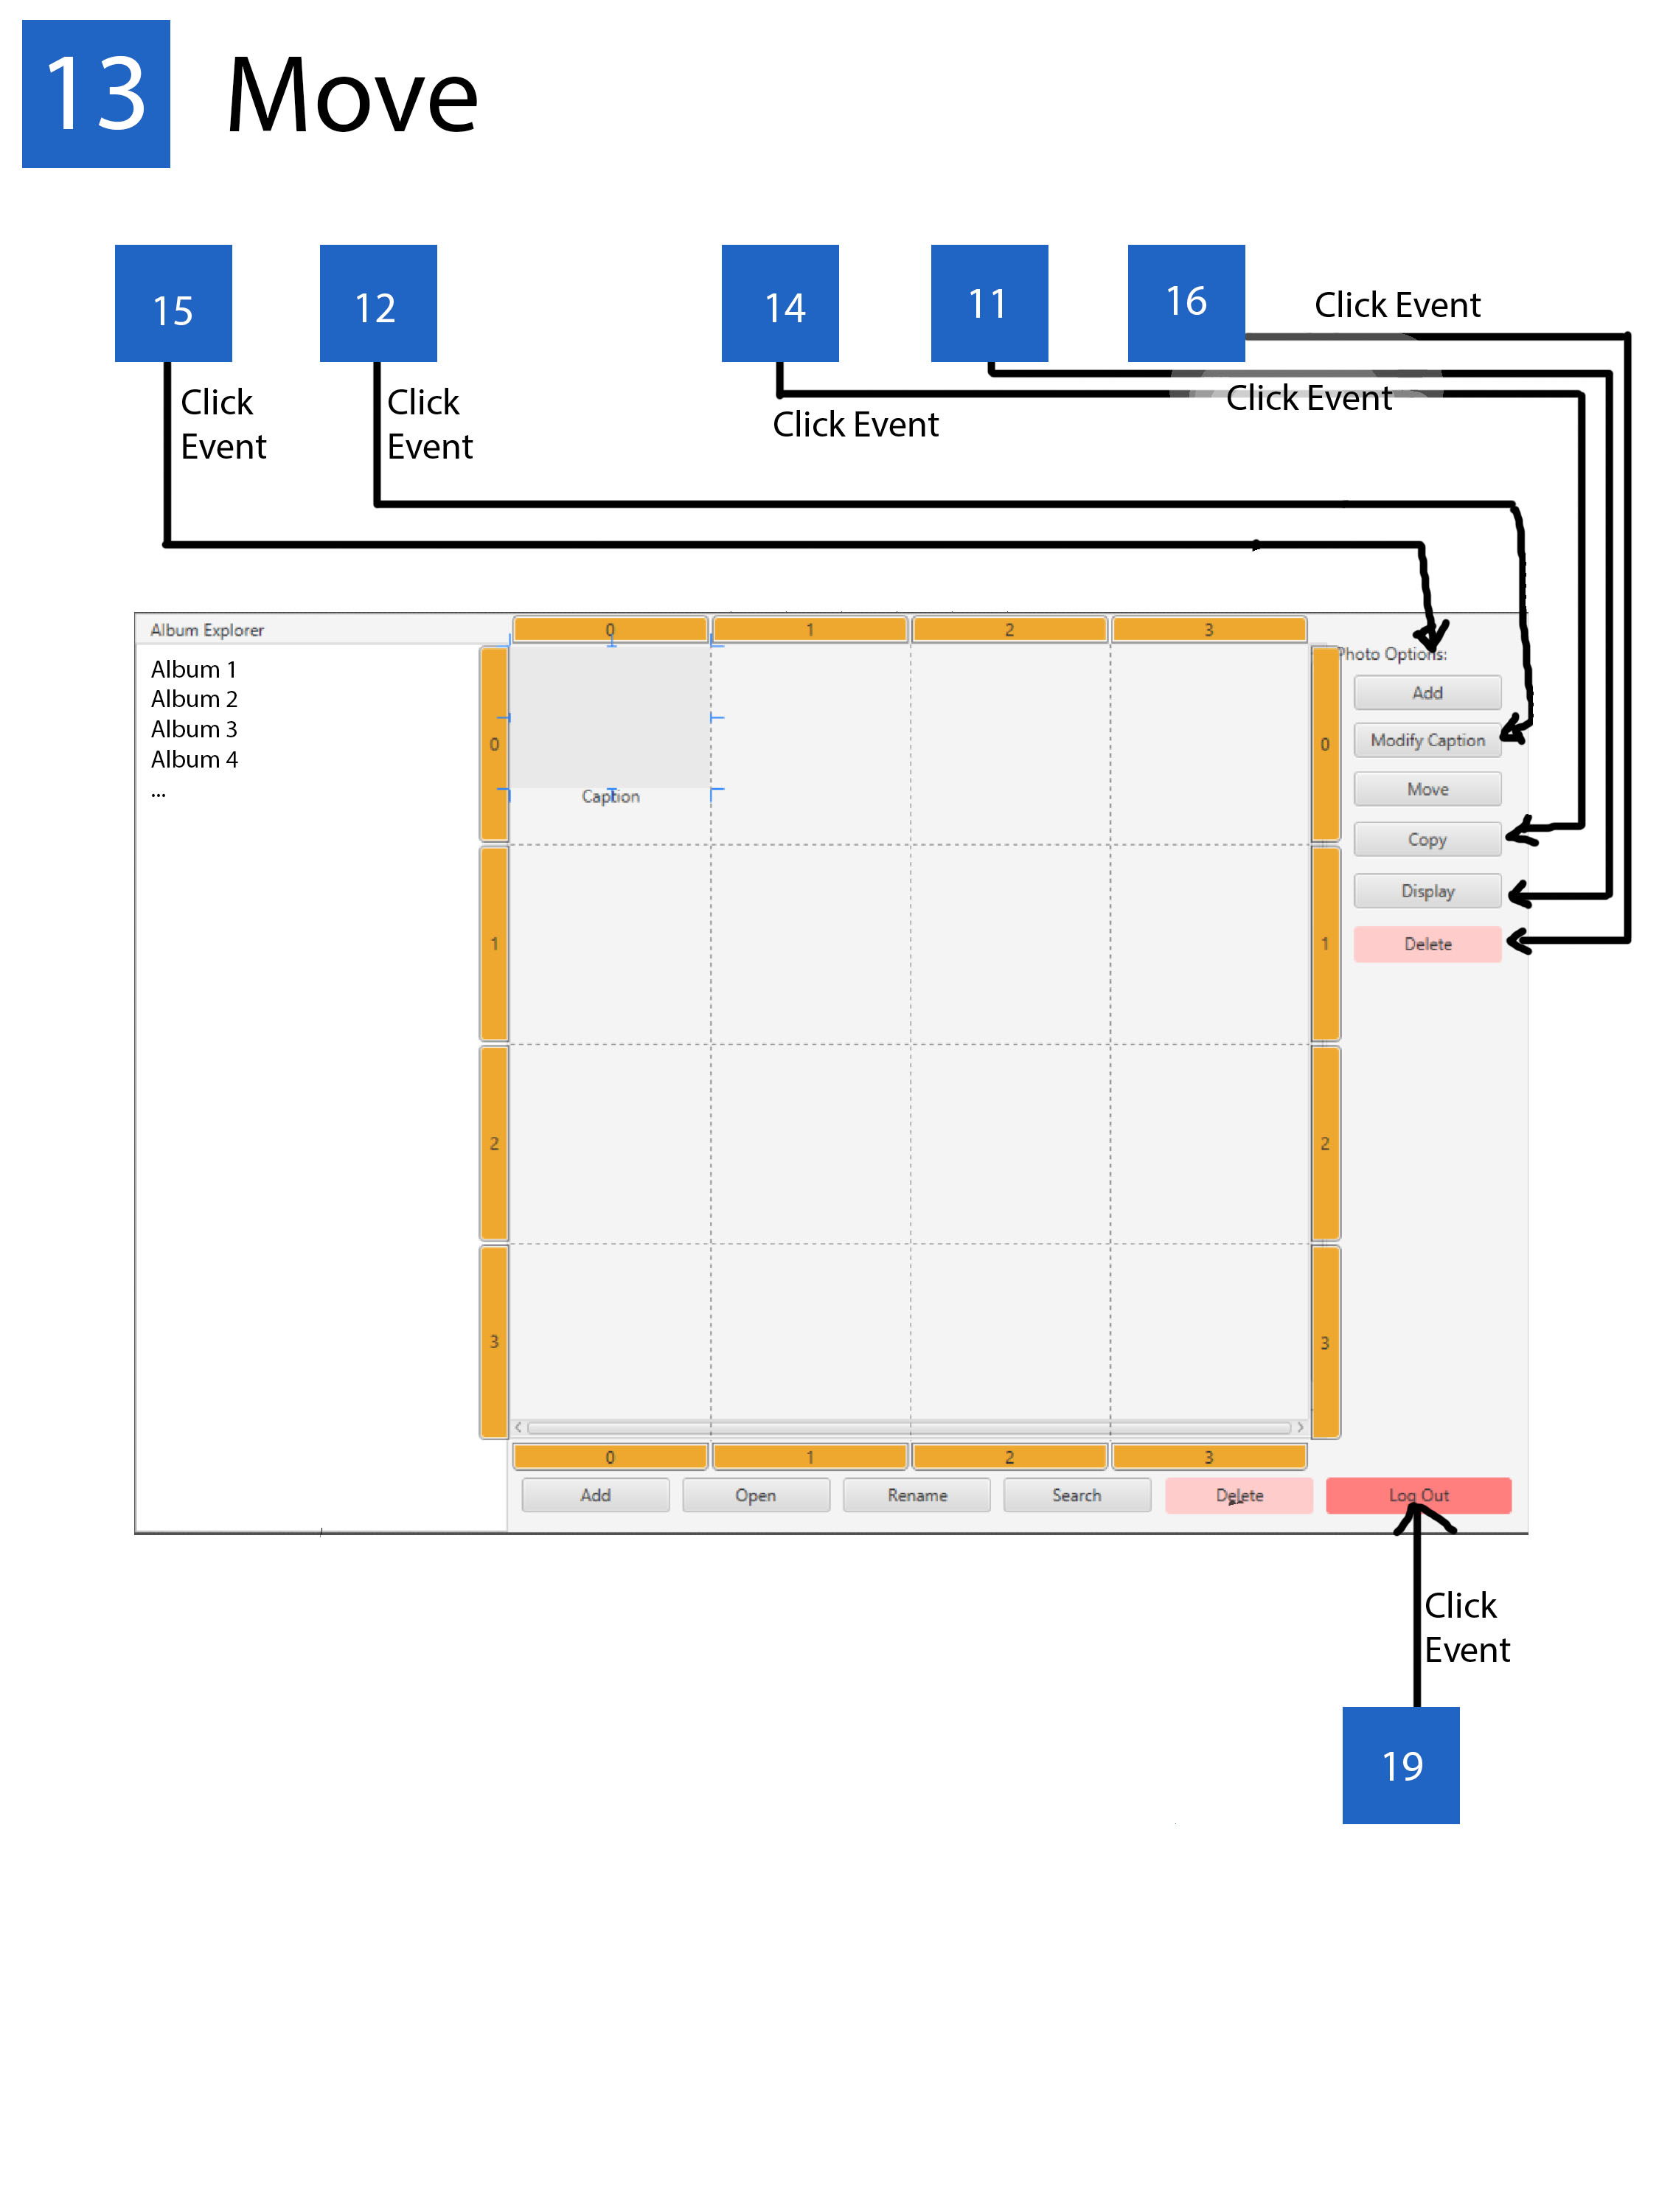 13 Move
15 12 14 11 16
Click Event
Click Event
Click Event
Click
Event
Click
Event
Album Explorer
0 1 2 3
Album 1
Album 2
Album 3
Album 4
...
0
1
2
3
Caption
0
1
2
3
Photo Options:
Add
Modify Caption
Move
Copy
Display
Delete
0 1 2 3
Add Open Rename Search Delete Log Out
Click
Event
19